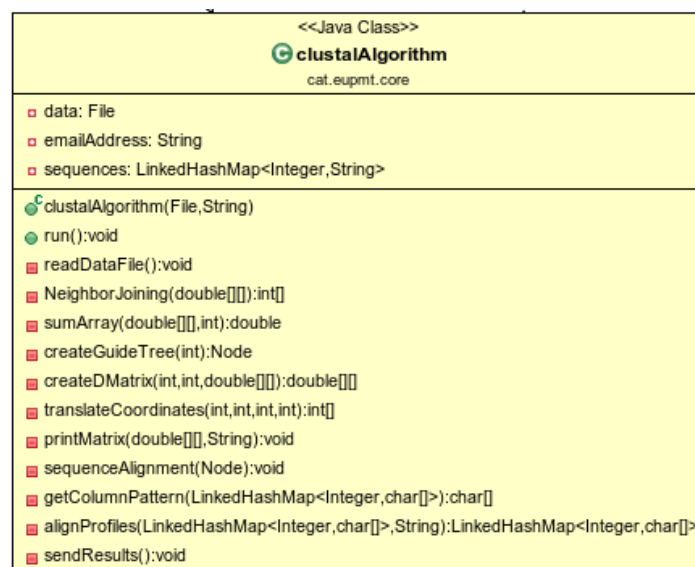 <<Java Class>>
C clustalAlgorithm
cat.eupmt.core
data: File
emailAddress: String
sequences: LinkedHashMap<Integer,String>
C clustalAlgorithm(File,String)
run():void
readDataFile():void
NeighborJoining(double[][]):int[]
sumArray(double[][],int):double
createGuideTree(int):Node
createDMatrix(int,int,double[][]):double[][]
translateCoordinates(int,int,int,int):int[]
printMatrix(double[][],String):void
sequenceAlignment(Node):void
getColumnPattern(LinkedHashMap<Integer,char[]>):char[]
alignProfiles(LinkedHashMap<Integer,char[]>,String):LinkedHashMap<Integer,char[]>
sendResults():void